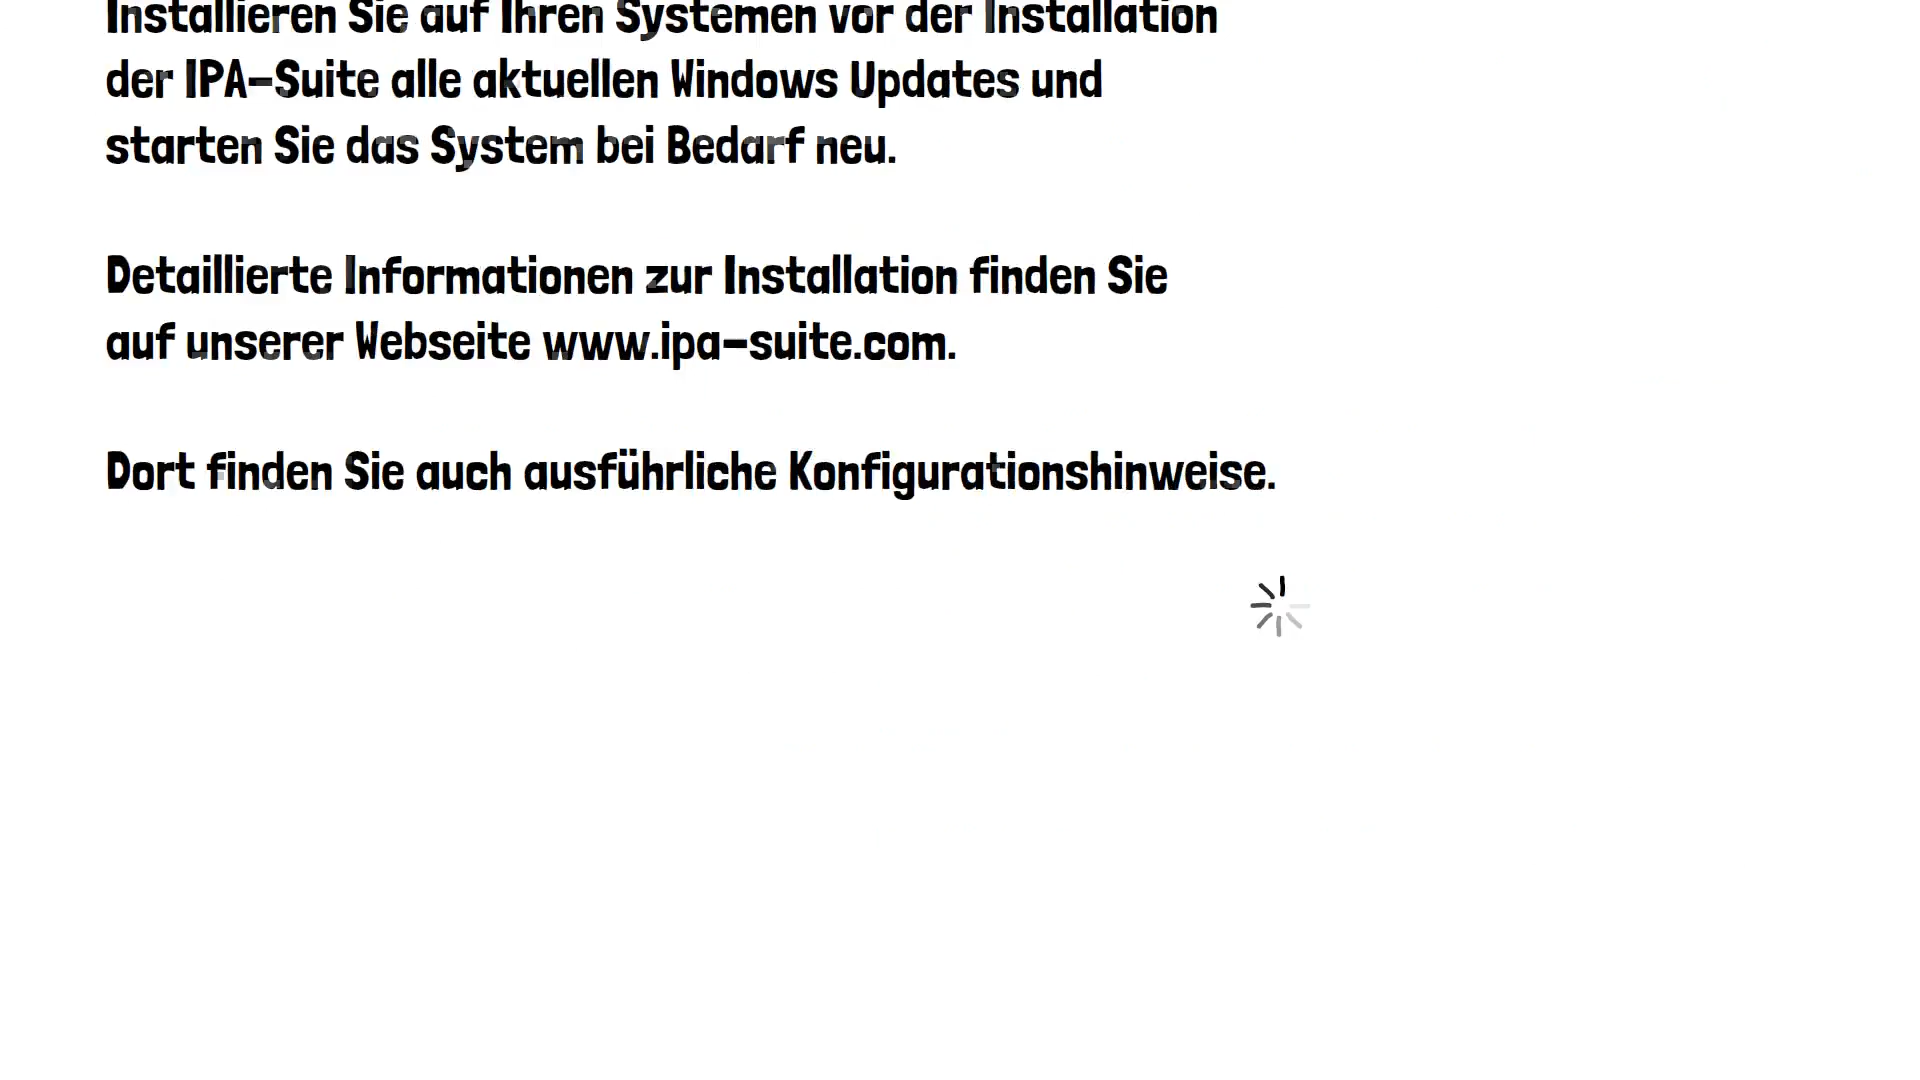 Installieren Sie auf Ihren Systemen vor der Installation
der IPA-Suite alle aktuellen Windows Updates und
starten Sie das System bei Bedarf neu.
Detaillierte Informationen zur Installation finden Sie
auf unserer Webseite www.ipa-suite.com.
Dort finden Sie auch ausführliche Konfigurationshinweise.